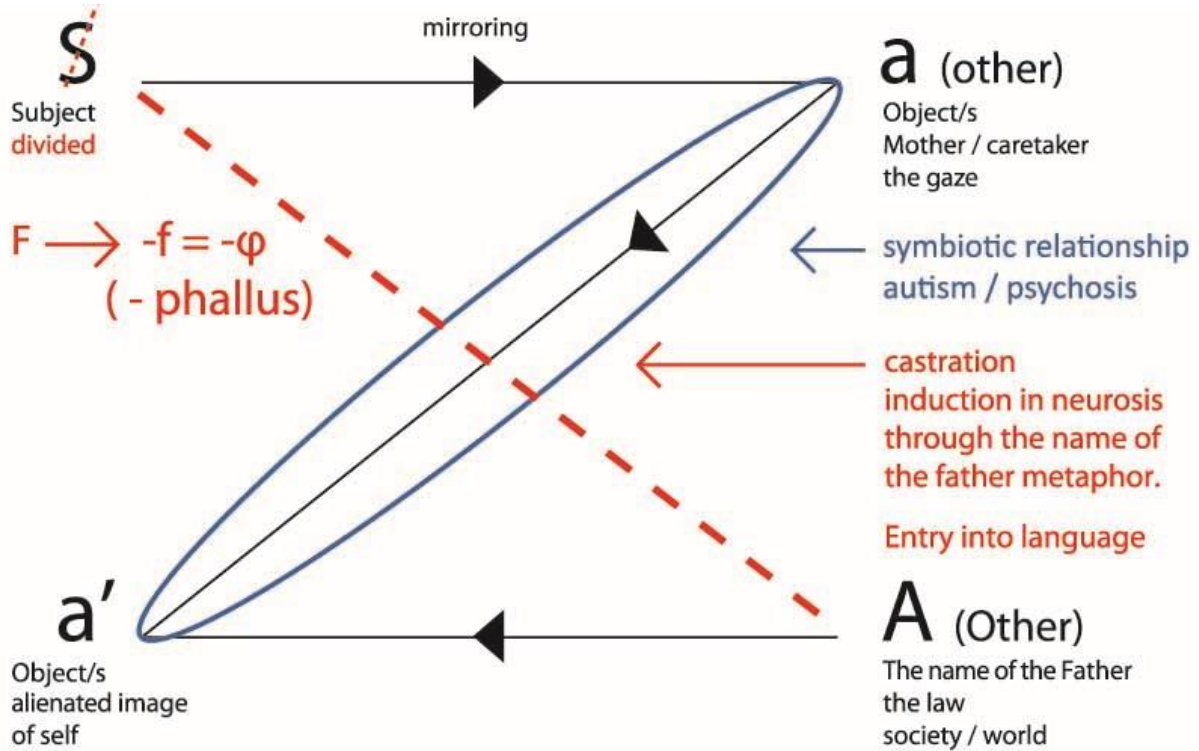 mirroring
S
Subject
divided
a (other)
Object/s
Mother / caretaker
the gaze
F → -f = -φ
( - phallus)
symbiotic relationship
autism / psychosis
castration
induction in neurosis
through the name of
the father metaphor.
Entry into language
a′
Object/s
alienated image
of self
A (Other)
The name of the Father
the law
society / world